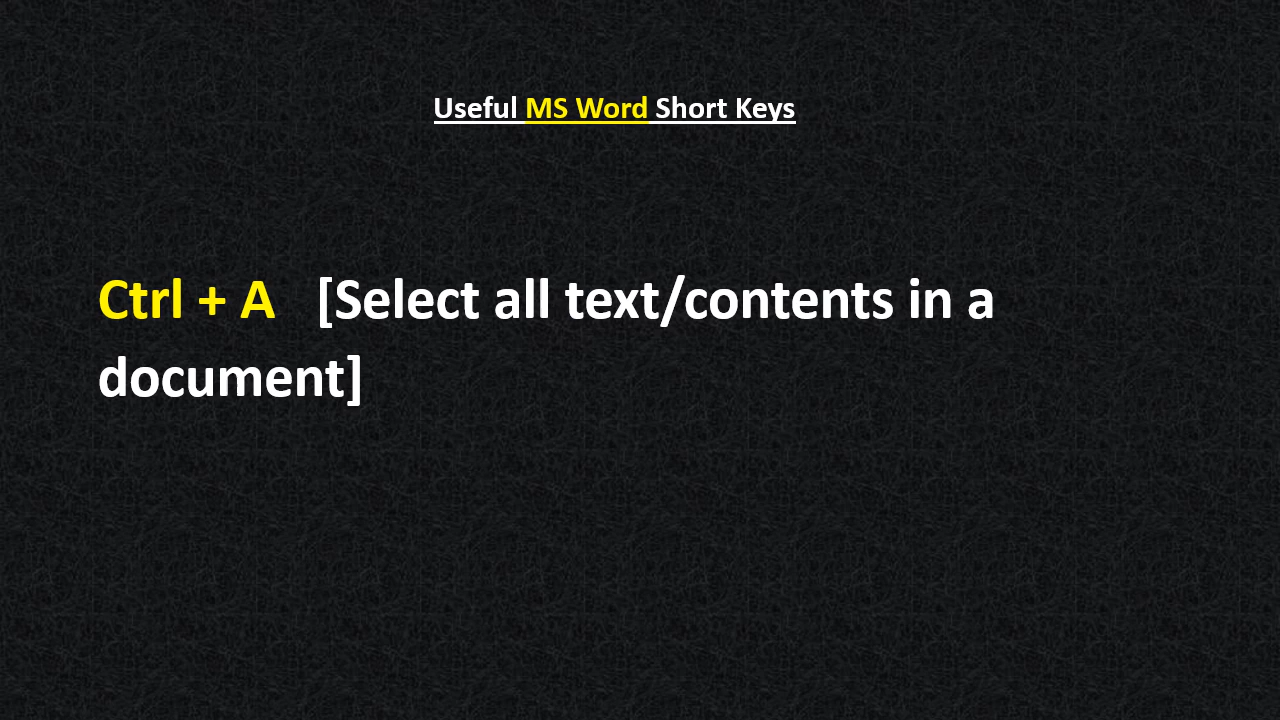 Useful MS Word Short Keys
Ctrl + A   [Select all text/contents in a
document]